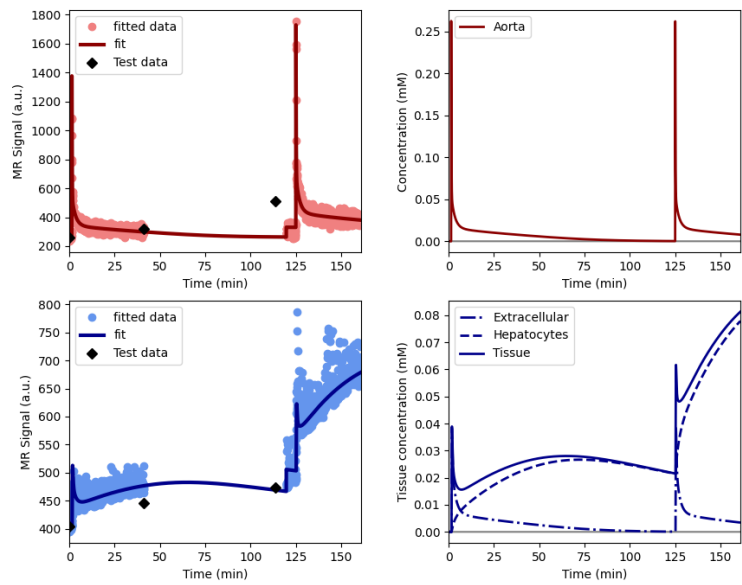 1800
1600
1400
1200
1000
800
600
400
200
MR Signal (a.u.)
fitted data
fit
Test data
0 25 50 75 100 125 150
Time (min)
0.25
0.20
0.15
0.10
0.05
0.00
Concentration (mM)
Aorta
0 25 50 75 100 125 150
Time (min)
800
750
700
650
600
550
500
450
400
MR Signal (a.u.)
fitted data
fit
Test data
0 25 50 75 100 125 150
Time (min)
0.08
0.07
0.06
0.05
0.04
0.03
0.02
0.01
0.00
Tissue concentration (mM)
Extracellular
Hepatocytes
Tissue
0 25 50 75 100 125 150
Time (min)